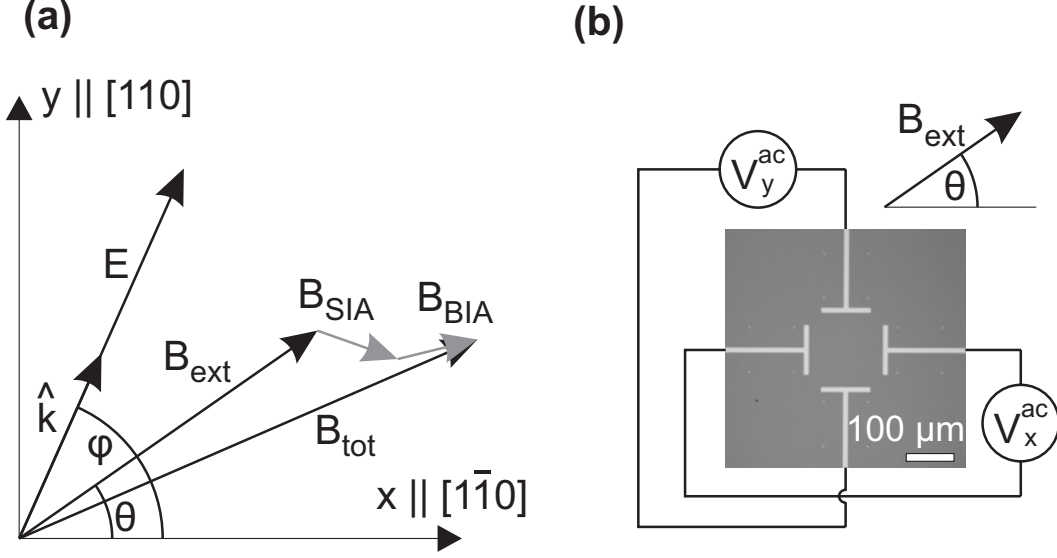 (a)
y || [110]
E
B_SIA
B_BIA
B_ext
k̂
B_tot
φ
θ
x || [11̄0]
(b)
B_ext
θ
V_y^ac
V_x^ac
100 μm